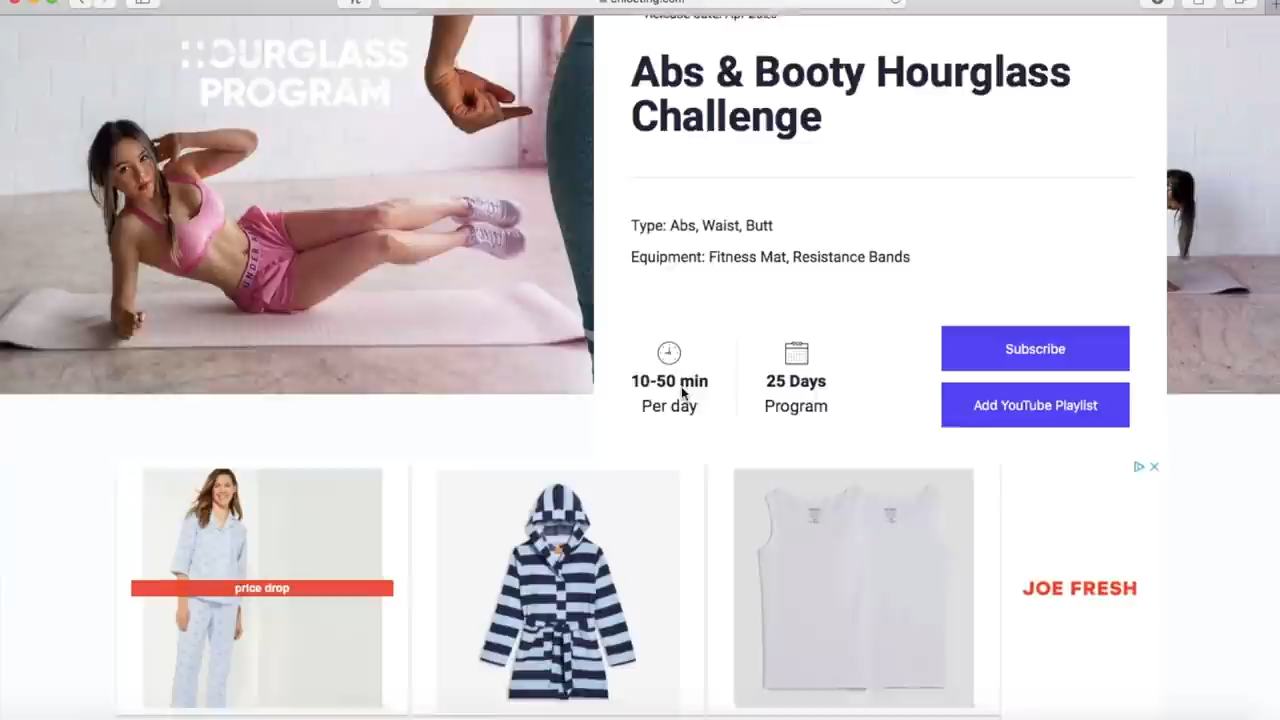 HOURGLASS
PROGRAM
Abs & Booty Hourglass
Challenge
Type: Abs, Waist, Butt
Equipment: Fitness Mat, Resistance Bands
10-50 min
Per day
25 Days
Program
Subscribe
Add YouTube Playlist
UNDER
price drop
JOE FRESH